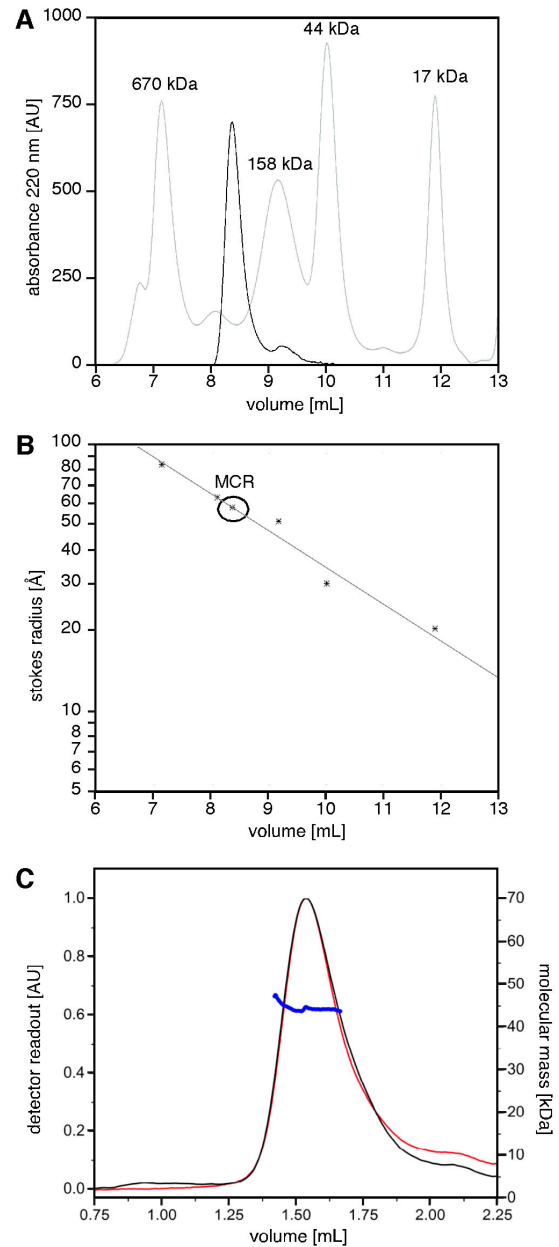 A
1000
750
500
250
0
absorbance 220 nm [AU]
670 kDa
158 kDa
44 kDa
17 kDa
6 7 8 9 10 11 12 13
volume [mL]
B
100
80
70
60
50
40
30
20
10
8
7
6
5
stokes radius [Å]
MCR
6 7 8 9 10 11 12 13
volume [mL]
C
1.0
0.8
0.6
0.4
0.2
0.0
detector readout [AU]
70
60
50
40
30
20
10
0
molecular mass [kDa]
0.75 1.00 1.25 1.50 1.75 2.00 2.25
volume [mL]